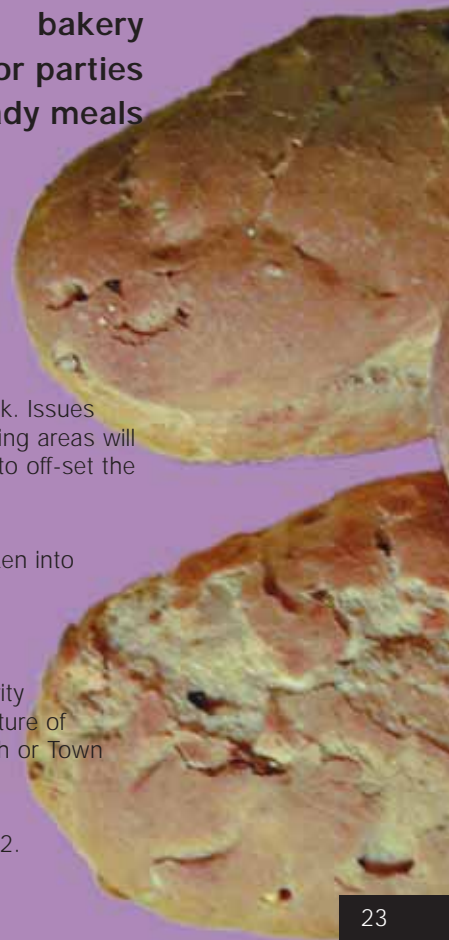 bakery
or parties
dy meals
k. Issues
ing areas will
to off-set the
en into
ity
ture of
h or Town
2.
23